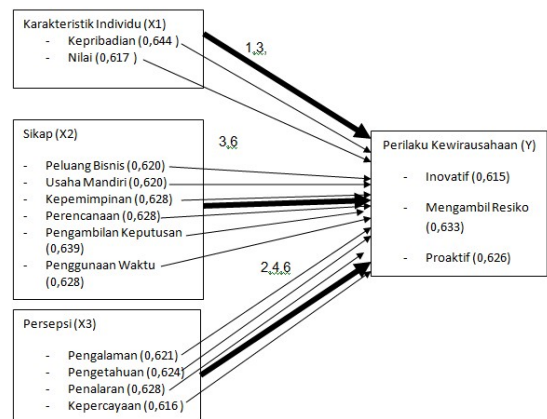 Karakteristik Individu (X1)
- Kepribadian (0,644 )
- Nilai (0,617 )
1,3,
Sikap (X2)
- Peluang Bisnis (0,620)
- Usaha Mandiri (0,620)
- Kepemimpinan (0,628)
- Perencanaan (0,628)
- Pengambilan Keputusan
(0,639)
- Penggunaan Waktu
(0,628)
3,6
2,4,6
Persepsi (X3)
- Pengalaman (0,621)
- Pengetahuan (0,624)
- Penalaran (0,628)
- Kepercayaan (0,616 )
Perilaku Kewirausahaan (Y)
- Inovatif (0,615)
- Mengambil Resiko
(0,633)
- Proaktif (0,626)